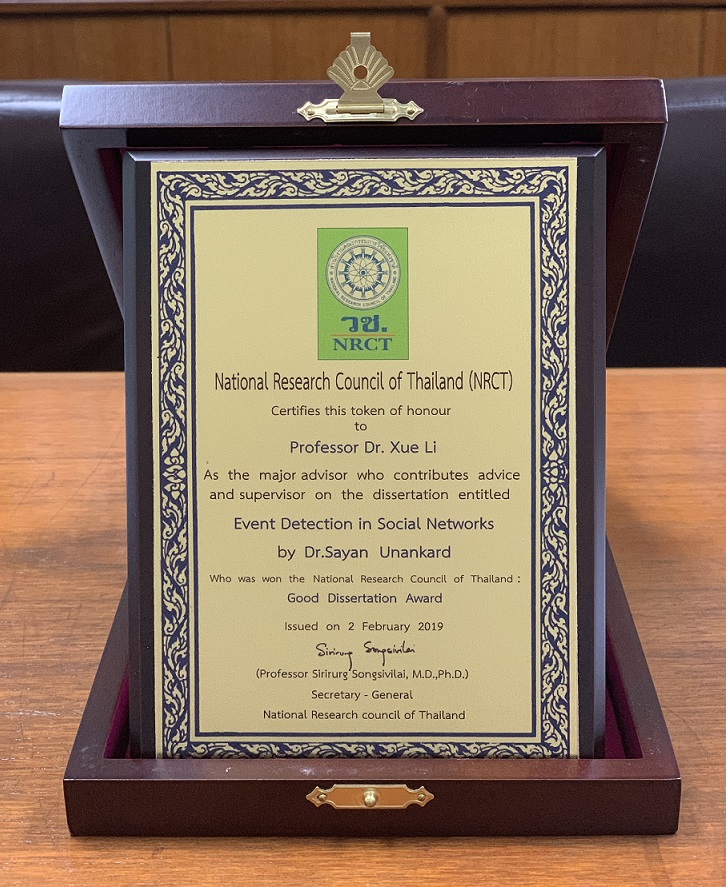 วช.
NRCT
National Research Council of Thailand (NRCT)
Certifies this token of honour
to
Professor Dr. Xue Li
As the major advisor who contributes advice
and supervisor on the dissertation entitled
Event Detection in Social Networks
by Dr.Sayan Unankard
Who was won the National Research Council of Thailand :
Good Dissertation Award
Issued on 2 February 2019
Sirirurg Songsivilai
(Professor Sirirurg Songsivilai, M.D.,Ph.D.)
Secretary - General
National Research council of Thailand